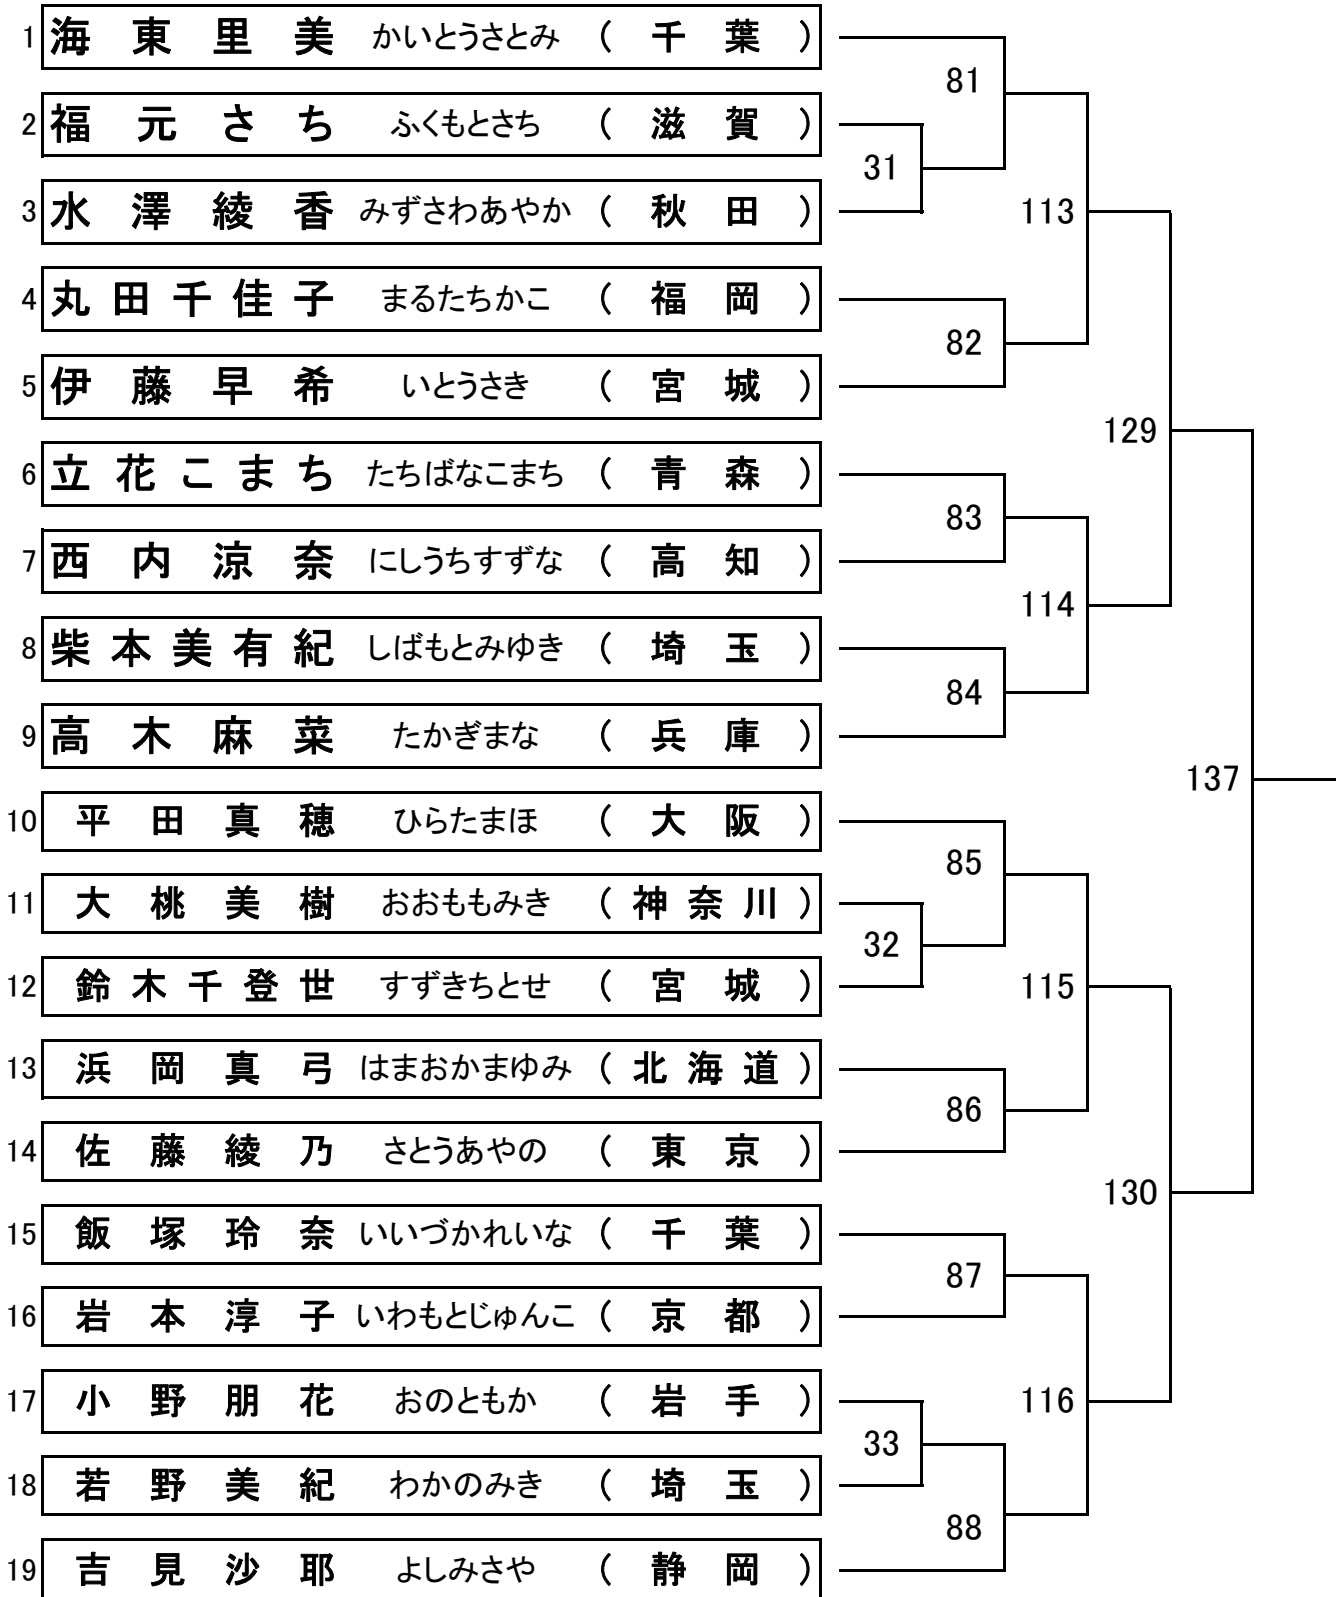 1 海東里美 かいとうさとみ (千葉)
81
2 福元さち ふくもとさち (滋賀)
31
3 水澤綾香 みずさわあやか (秋田) 113
4 丸田千佳子 まるたちかこ (福岡)
82
5 伊藤早希 いとうさき (宮城)
129
6 立花こまち たちばなこまち (青森)
83
7 西内涼奈 にしうちすずな (高知)
114
8 柴本美有紀 しばもとみゆき (埼玉)
84
9 高木麻菜 たかぎまな (兵庫)
137
10 平田真穂 ひらたまほ (大阪)
85
11 大桃美樹 おおももみき (神奈川)
32
12 鈴木千登世 すずきちとせ (宮城) 115
13 浜岡真弓 はまおかまゆみ (北海道)
86
14 佐藤綾乃 さとうあやの (東京)
130
15 飯塚玲奈 いいづかれいな (千葉)
87
16 岩本淳子 いわもとじゅんこ (京都)
17 小野朋花 おのともか (岩手) 116
33
18 若野美紀 わかのみき (埼玉)
88
19 吉見沙耶 よしみさや (静岡)